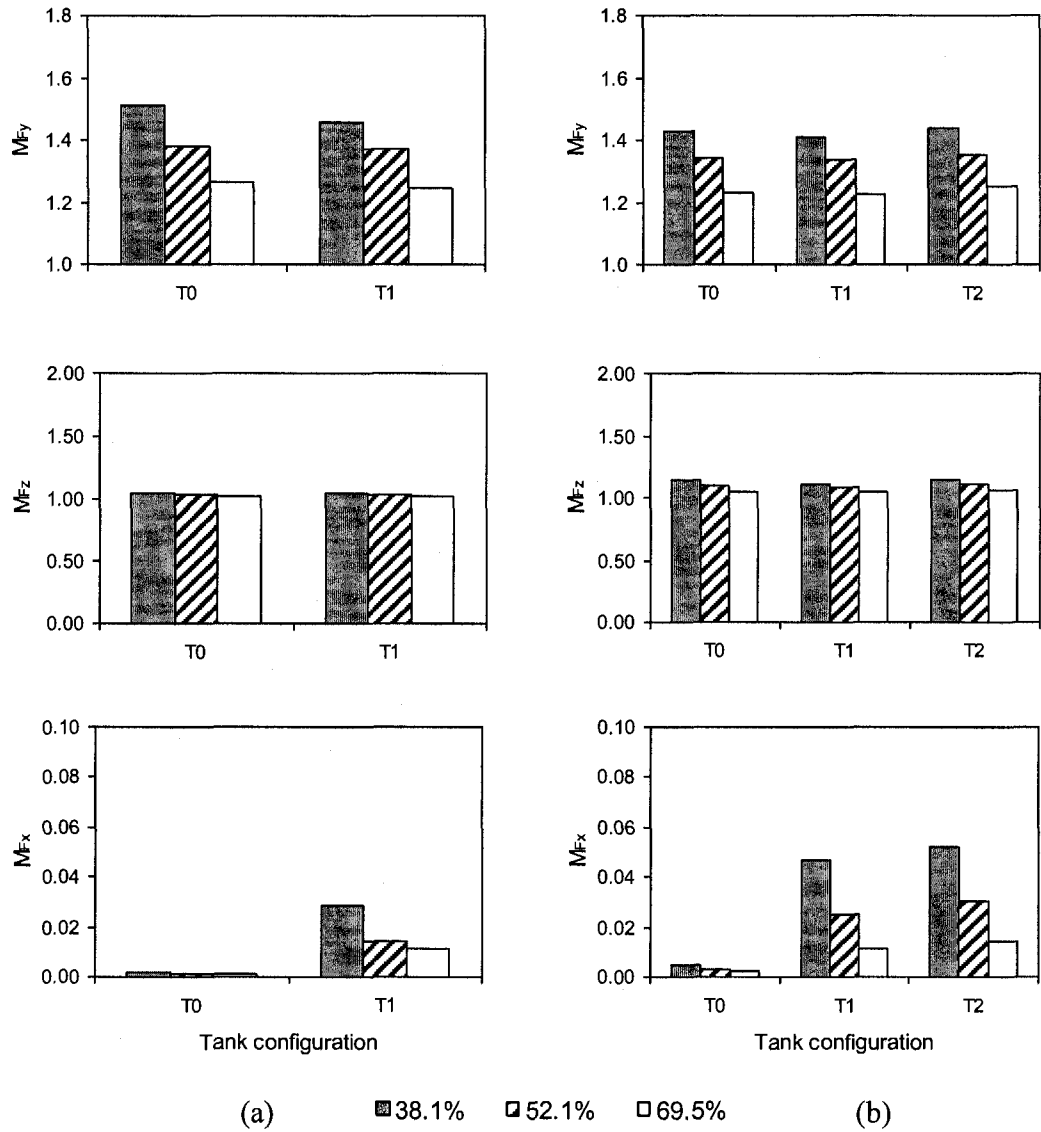 1.8
1.6
1.4
1.2
1.0
MFy
T0 T1
1.8
1.6
1.4
1.2
1.0
MFy
T0 T1 T2
2.00
1.50
1.00
0.50
0.00
MFz
T0 T1
2.00
1.50
1.00
0.50
0.00
MFz
T0 T1 T2
0.10
0.08
0.06
0.04
0.02
0.00
MFx
T0 T1
Tank configuration
0.10
0.08
0.06
0.04
0.02
0.00
MFx
T0 T1 T2
Tank configuration
(a) 38.1% 52.1% 69.5% (b)